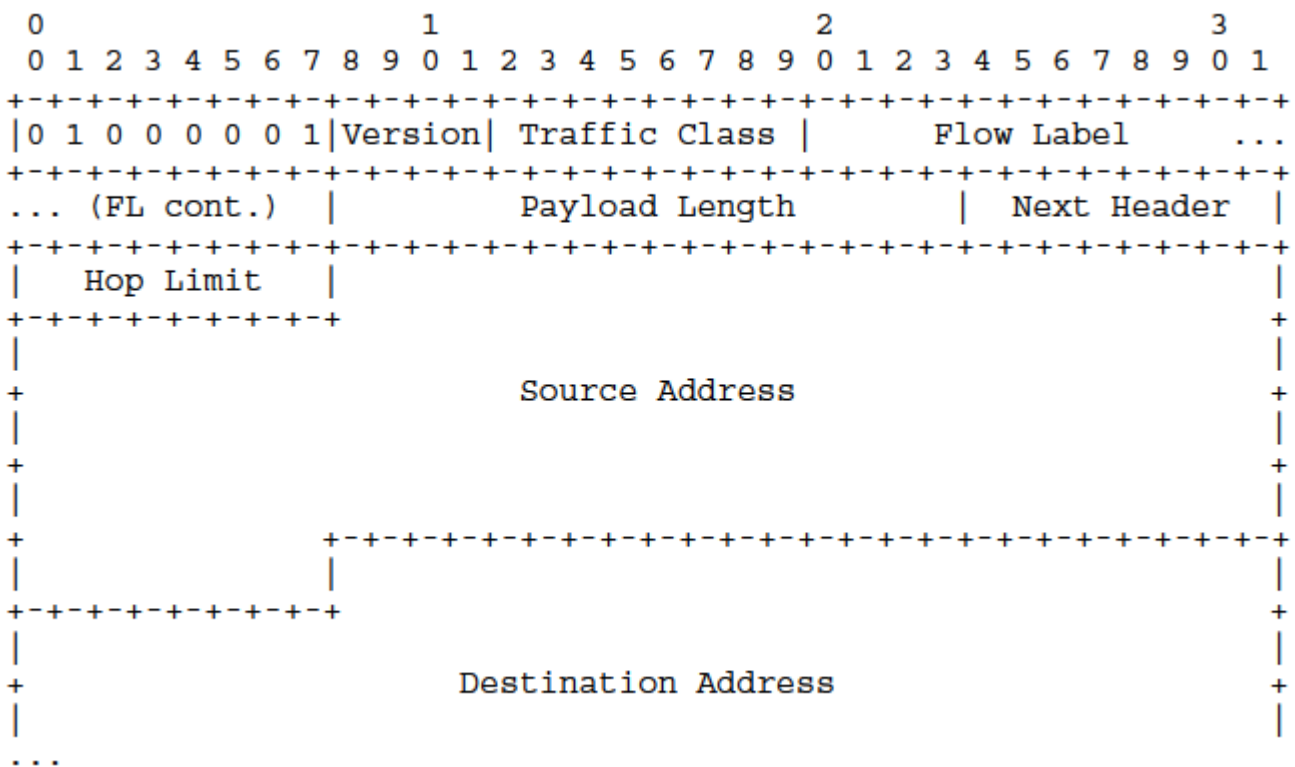 0                   1                   2                   3
 0 1 2 3 4 5 6 7 8 9 0 1 2 3 4 5 6 7 8 9 0 1 2 3 4 5 6 7 8 9 0 1
+-+-+-+-+-+-+-+-+-+-+-+-+-+-+-+-+-+-+-+-+-+-+-+-+-+-+-+-+-+-+-+-+
|0 1 0 0 0 0 0 1|Version| Traffic Class |      Flow Label     ...
+-+-+-+-+-+-+-+-+-+-+-+-+-+-+-+-+-+-+-+-+-+-+-+-+-+-+-+-+-+-+-+-+
... (FL cont.)  |         Payload Length        |  Next Header  |
+-+-+-+-+-+-+-+-+-+-+-+-+-+-+-+-+-+-+-+-+-+-+-+-+-+-+-+-+-+-+-+-+
|   Hop Limit   |                                               |
+-+-+-+-+-+-+-+-+                                               +
|                                                               |
+                         Source Address                        +
|                                                               |
+                                                               +
|                                                               |
+               +-+-+-+-+-+-+-+-+-+-+-+-+-+-+-+-+-+-+-+-+-+-+-+-+
|               |                                               |
+-+-+-+-+-+-+-+-+                                               +
|                                                               |
+                      Destination Address                      +
|                                                               |
...